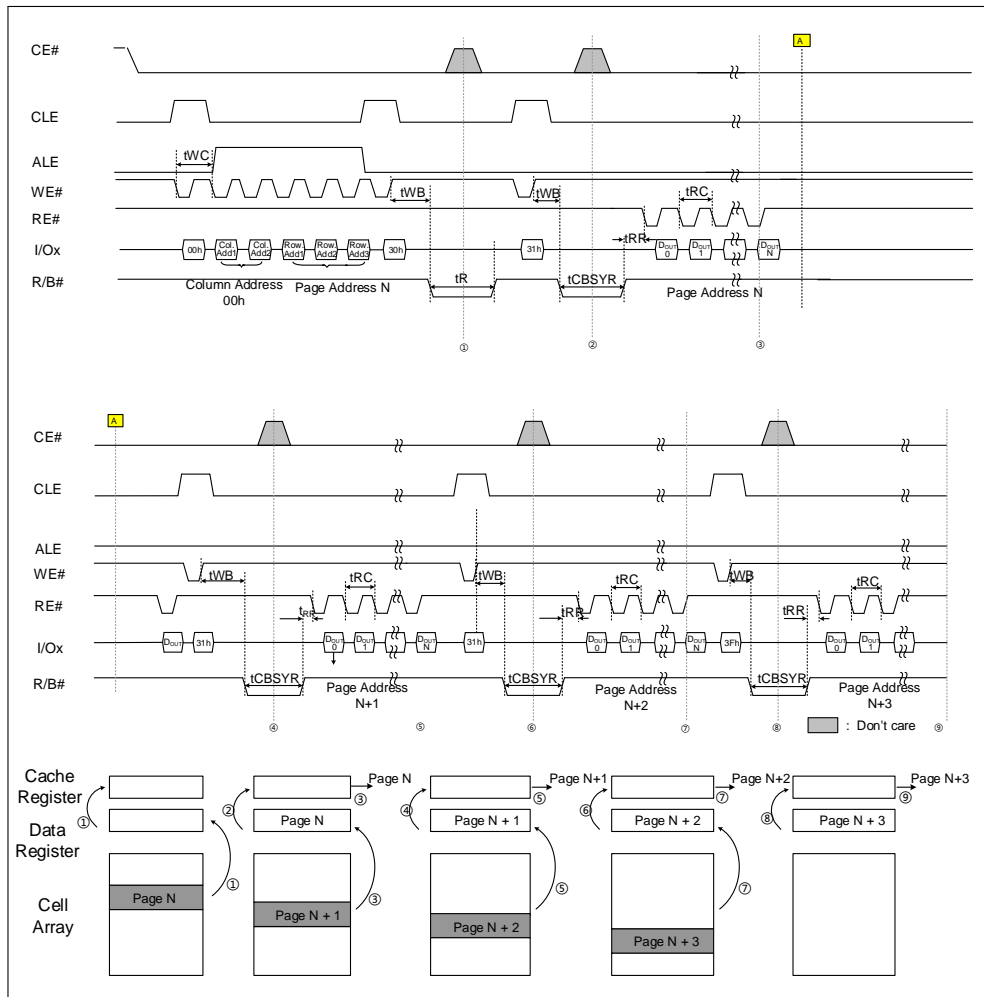 CE#
A
CLE
ALE
tWC
WE#
tWB
tWB
RE#
tRC
tRR
I/Ox
00h
Col. Add1
Col. Add2
Row. Add1
Row. Add2
Row. Add3
30h
31h
DOUT 0
DOUT 1
DOUT N
R/B#
Column Address 00h
Page Address N
tR
tCBSYR
Page Address N
①
②
③
A
CE#
CLE
ALE
WE#
tWB
tWB
tWB
RE#
tRC
tRC
tRC
tRR
tRR
tRR
I/Ox
DOUT
31h
DOUT 0
DOUT 1
DOUT N
31h
DOUT 0
DOUT 1
DOUT N
3Fh
DOUT 0
DOUT 1
R/B#
tCBSYR
Page Address N+1
tCBSYR
Page Address N+2
tCBSYR
Page Address N+3
④
⑤
⑥
⑦
⑧
⑨
: Don't care
Cache Register
Data Register
Cell Array
①
①
Page N
②
Page N
③
Page N
③
Page N + 1
④
Page N + 1
⑤
Page N+1
⑤
Page N + 2
⑥
Page N + 2
⑦
Page N+2
⑦
Page N + 3
⑧
Page N + 3
⑨
Page N+3